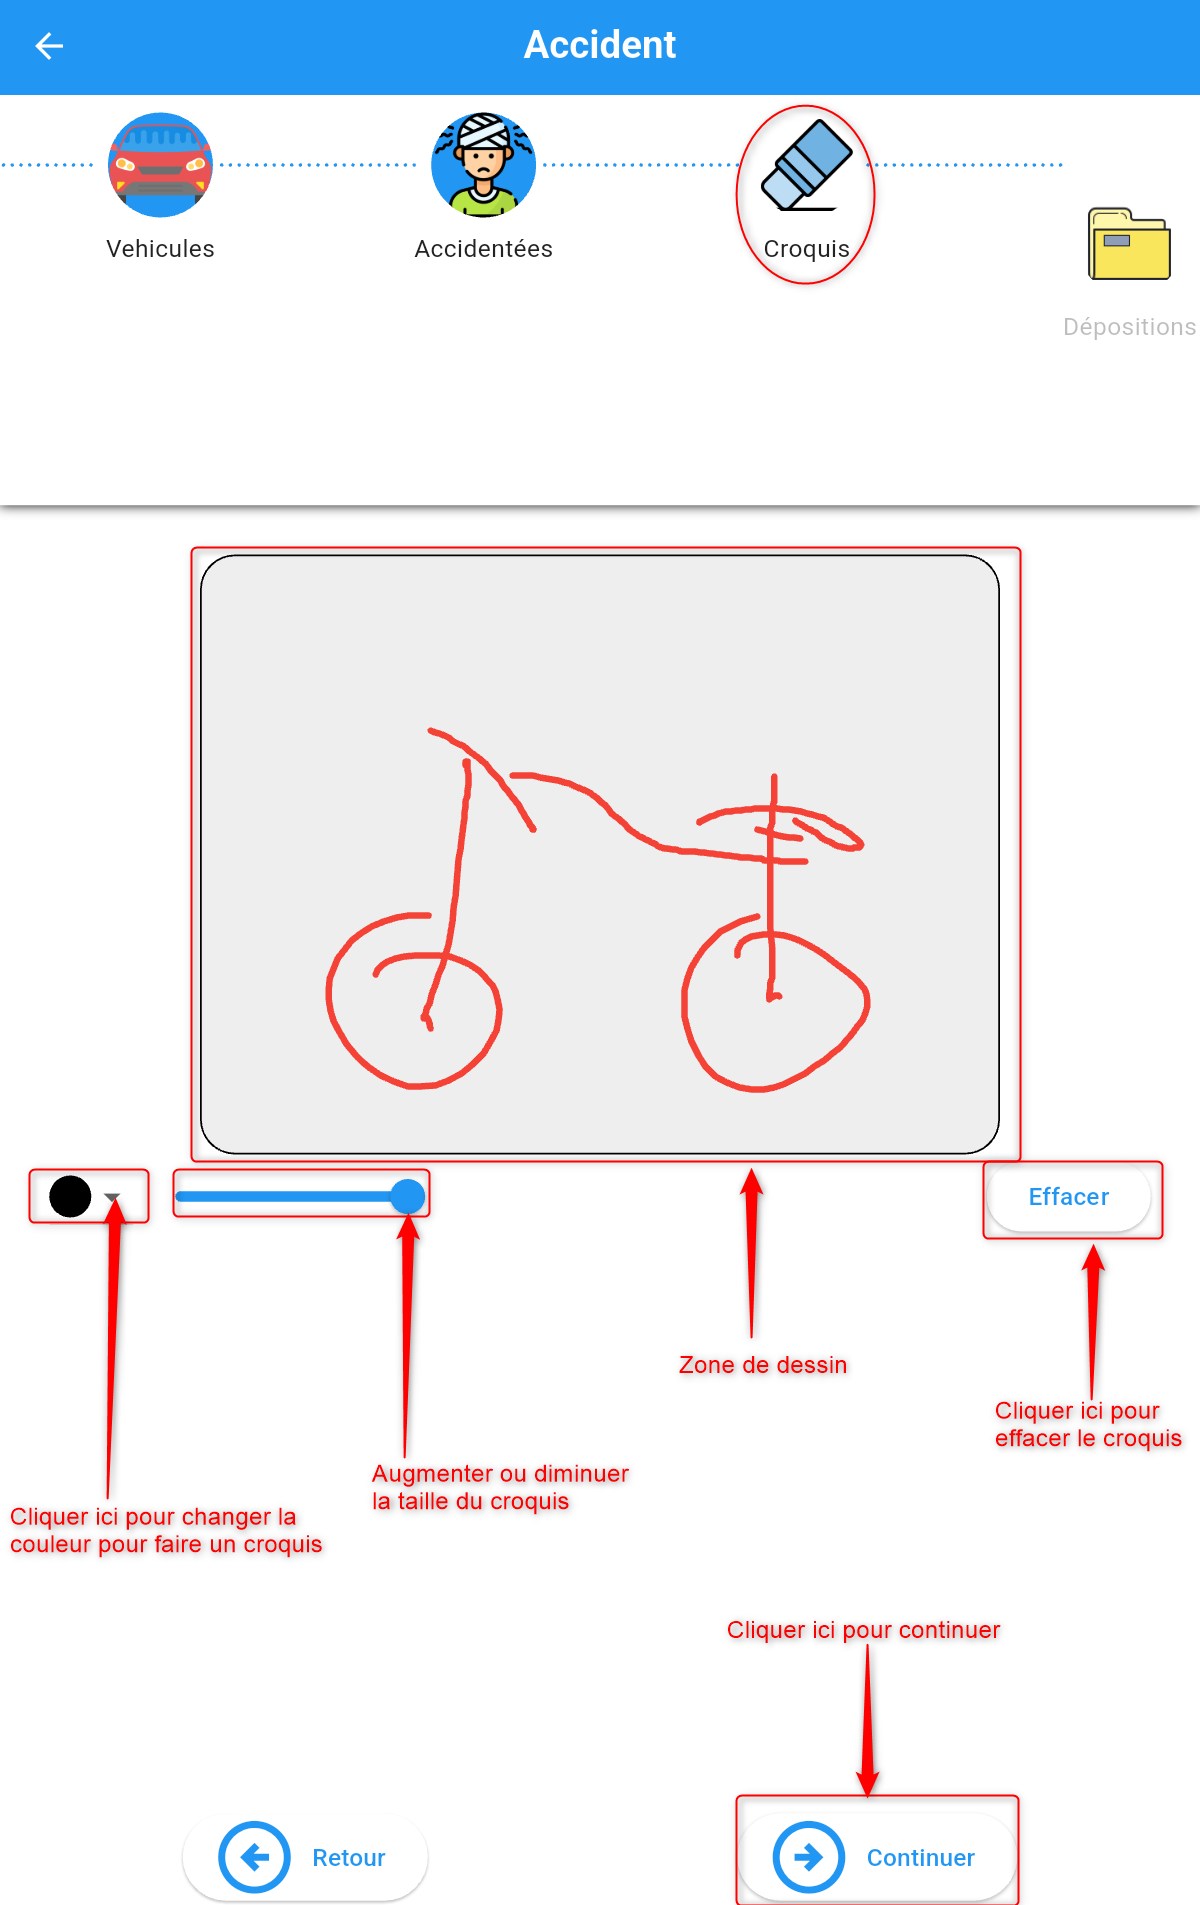 Accident
Vehicules
Accidentées
Croquis
Dépositions
Effacer
Zone de dessin
Cliquer ici pour
effacer le croquis
Augmenter ou diminuer
la taille du croquis
Cliquer ici pour changer la
couleur pour faire un croquis
Cliquer ici pour continuer
Retour
Continuer